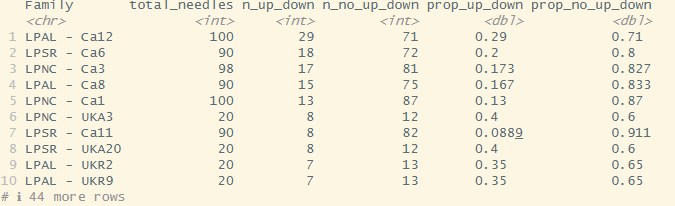 Family total_needles n_up_down n_no_up_down prop_up_down prop_no_up_down
<chr> <int> <int> <int> <dbl> <dbl>
1 LPAL - Ca12 100 29 71 0.29 0.71
2 LPSR - Ca6 90 18 72 0.2 0.8
3 LPNC - Ca3 98 17 81 0.173 0.827
4 LPAL - Ca8 90 15 75 0.167 0.833
5 LPNC - Ca1 100 13 87 0.13 0.87
6 LPNC - UKA3 20 8 12 0.4 0.6
7 LPSR - Ca11 90 8 82 0.0889 0.911
8 LPSR - UKA20 20 8 12 0.4 0.6
9 LPAL - UKR2 20 7 13 0.35 0.65
10 LPAL - UKR9 20 7 13 0.35 0.65
# ℹ 44 more rows